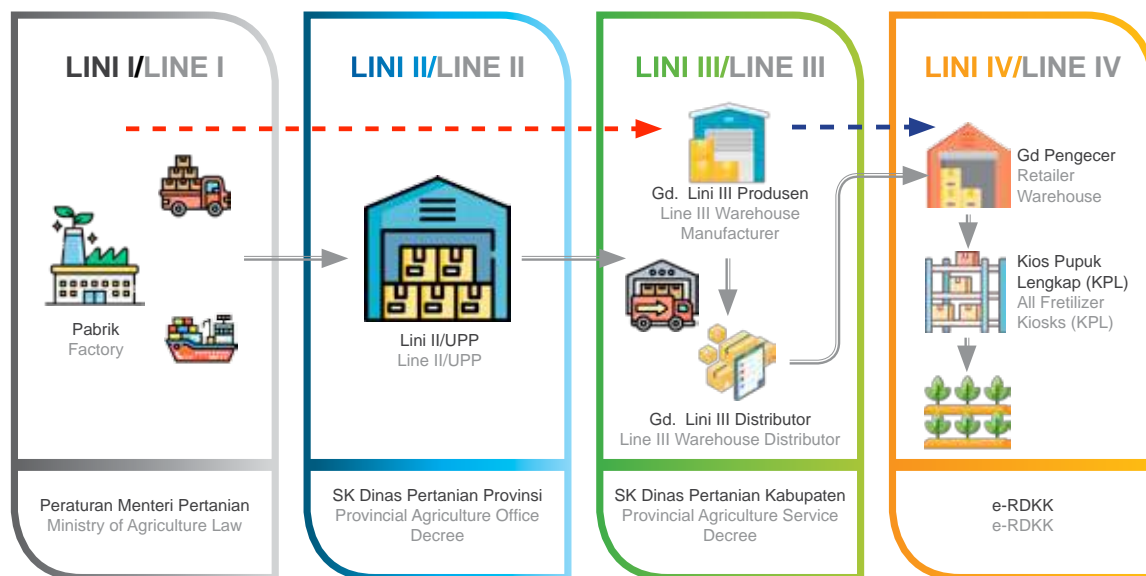 LINI I/LINE I
Pabrik
Factory
Peraturan Menteri Pertanian
Ministry of Agriculture Law
LINI II/LINE II
Lini II/UPP
Line II/UPP
SK Dinas Pertanian Provinsi
Provincial Agriculture Office
Decree
LINI III/LINE III
Gd. Lini III Produsen
Line III Warehouse
Manufacturer
Gd. Lini III Distributor
Line III Warehouse Distributor
SK Dinas Pertanian Kabupaten
Provincial Agriculture Service
Decree
LINI IV/LINE IV
Gd Pengecer
Retailer
Warehouse
Kios Pupuk
Lengkap (KPL)
All Fretilizer
Kiosks (KPL)
e-RDKK
e-RDKK